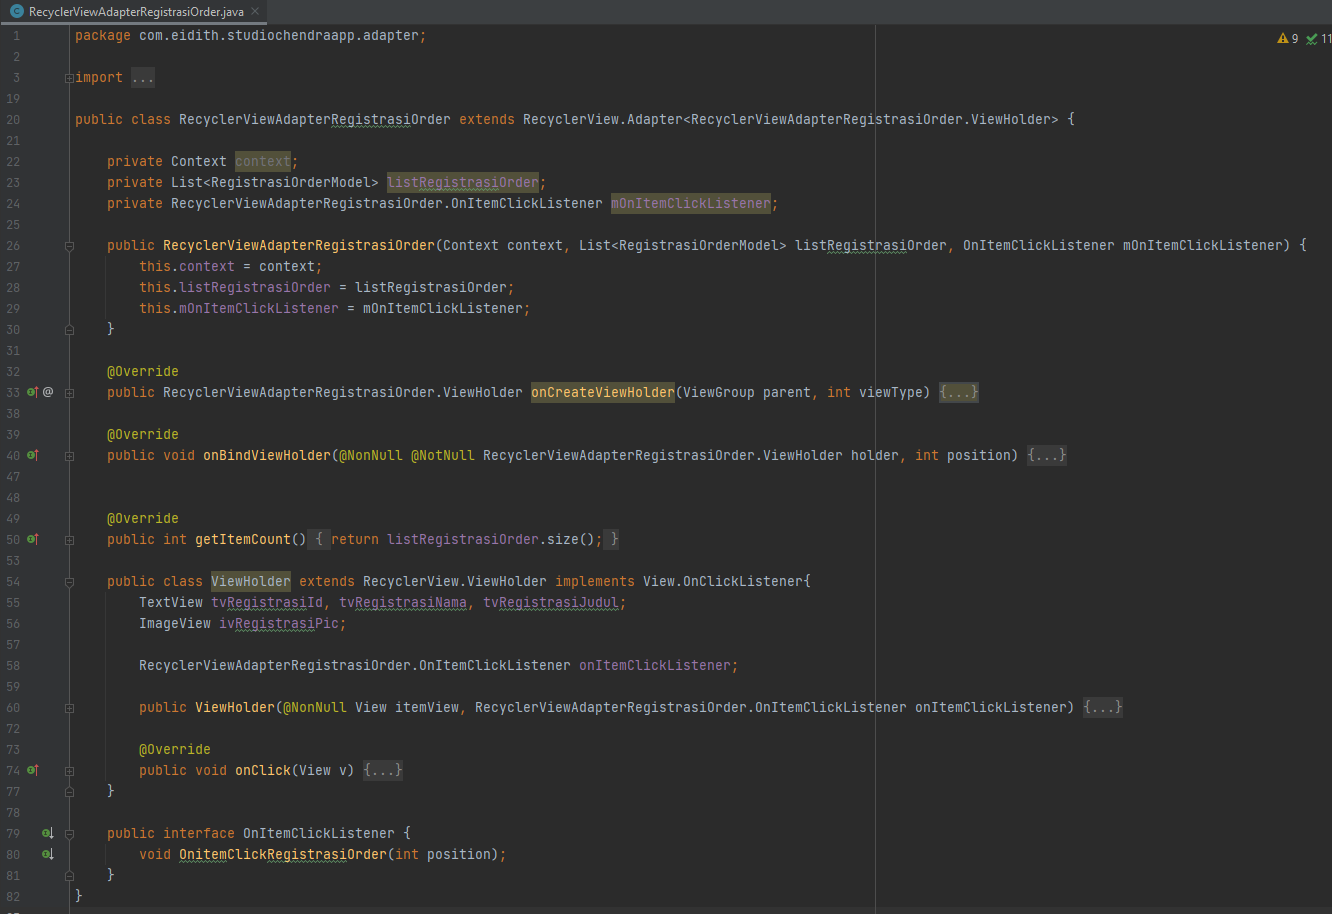 RecyclerViewAdapterRegistrasiOrder.java
1 package com.eidith.studiochendraapp.adapter;
9 11
2
3 import ...
19
20 public class RecyclerViewAdapterRegistrasiOrder extends RecyclerView.Adapter<RecyclerViewAdapterRegistrasiOrder.ViewHolder> {
21
22 private Context context;
23 private List<RegistrasiOrderModel> listRegistrasiOrder;
24 private RecyclerViewAdapterRegistrasiOrder.OnItemClickListener mOnItemClickListener;
25
26 public RecyclerViewAdapterRegistrasiOrder(Context context, List<RegistrasiOrderModel> listRegistrasiOrder, OnItemClickListener mOnItemClickListener) {
27 this.context = context;
28 this.listRegistrasiOrder = listRegistrasiOrder;
29 this.mOnItemClickListener = mOnItemClickListener;
30 }
31
32 @Override
33 @ public RecyclerViewAdapterRegistrasiOrder.ViewHolder onCreateViewHolder(ViewGroup parent, int viewType) {...}
38
39 @Override
40 public void onBindViewHolder(@NonNull @NotNull RecyclerViewAdapterRegistrasiOrder.ViewHolder holder, int position) {...}
47
48
49 @Override
50 public int getItemCount() { return listRegistrasiOrder.size(); }
53
54 public class ViewHolder extends RecyclerView.ViewHolder implements View.OnClickListener{
55 TextView tvRegistrasiId, tvRegistrasiNama, tvRegistrasiJudul;
56 ImageView ivRegistrasiPic;
57
58 RecyclerViewAdapterRegistrasiOrder.OnItemClickListener onItemClickListener;
59
60 public ViewHolder(@NonNull View itemView, RecyclerViewAdapterRegistrasiOrder.OnItemClickListener onItemClickListener) {...}
72
73 @Override
74 public void onClick(View v) {...}
77 }
78
79 public interface OnItemClickListener {
80 void OnitemClickRegistrasiOrder(int position);
81 }
82 }